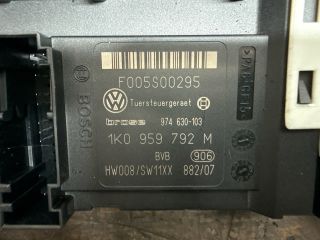 F005S00295
Tuersteuergeraet
brose 974 630-103
1K0 959 792 M
BVB 906
HW008/SW11XX 882/07
BOSCH